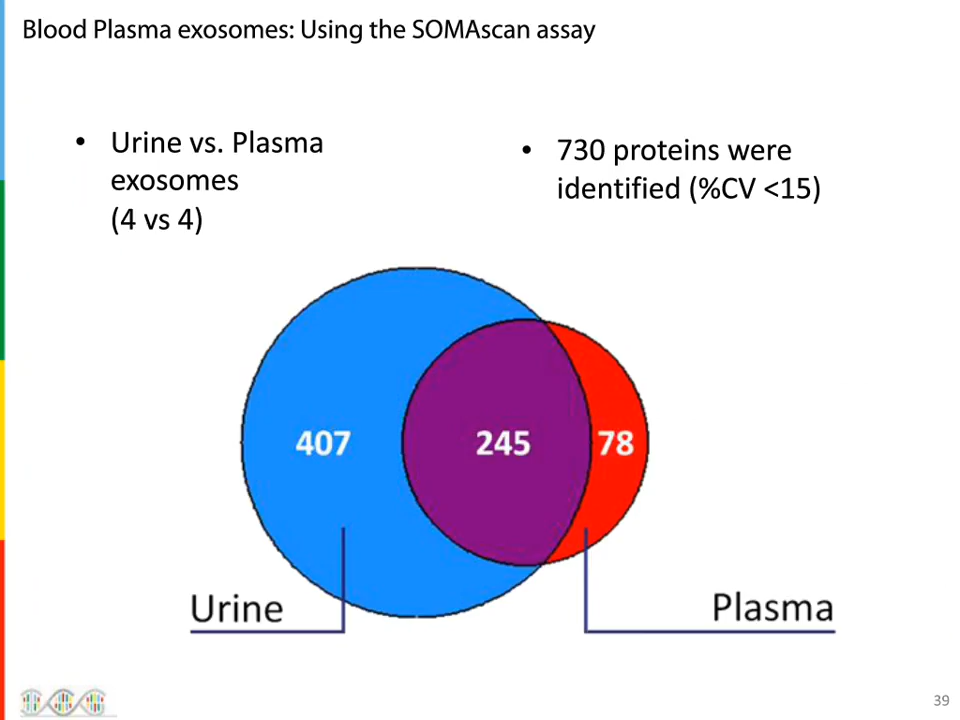 Blood Plasma exosomes: Using the SOMAscan assay
• Urine vs. Plasma
exosomes
(4 vs 4)
• 730 proteins were
identified (%CV <15)
407
245
78
Urine
Plasma
39